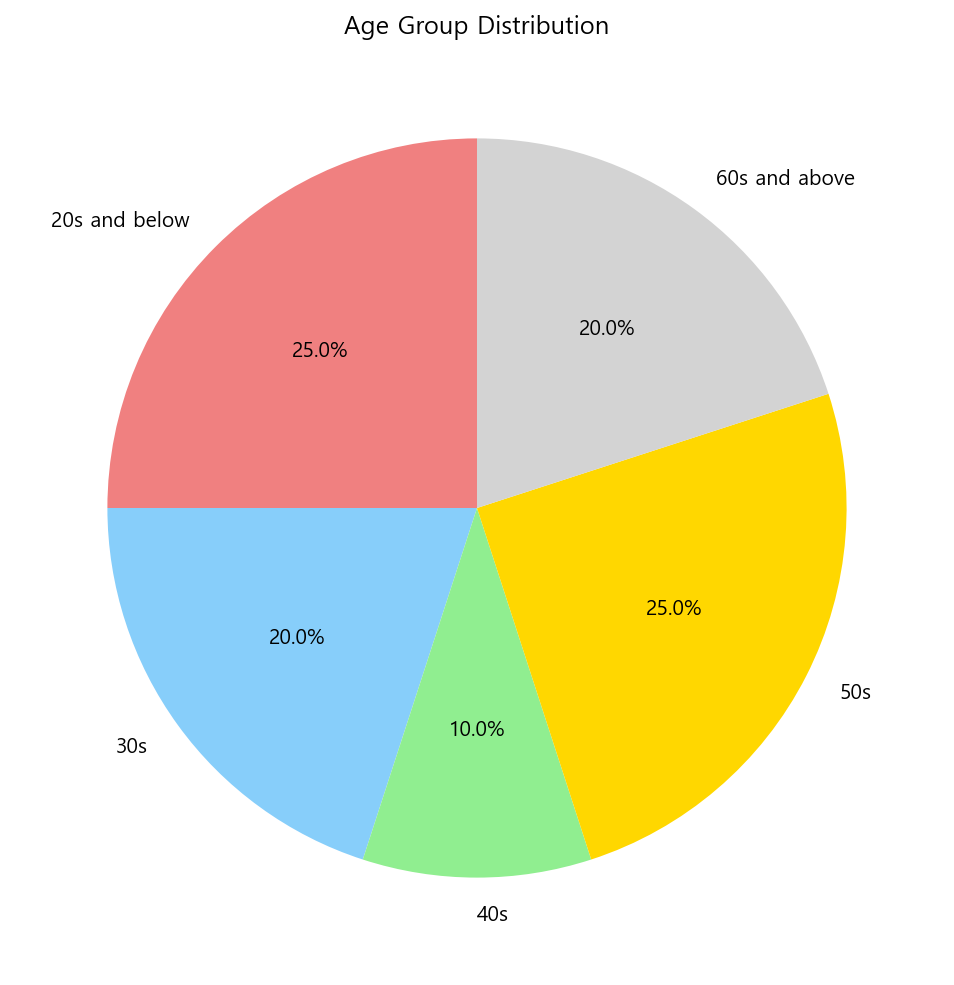 Age Group Distribution
60s and above
20s and below
20.0%
25.0%
25.0%
20.0%
50s
10.0%
30s
40s